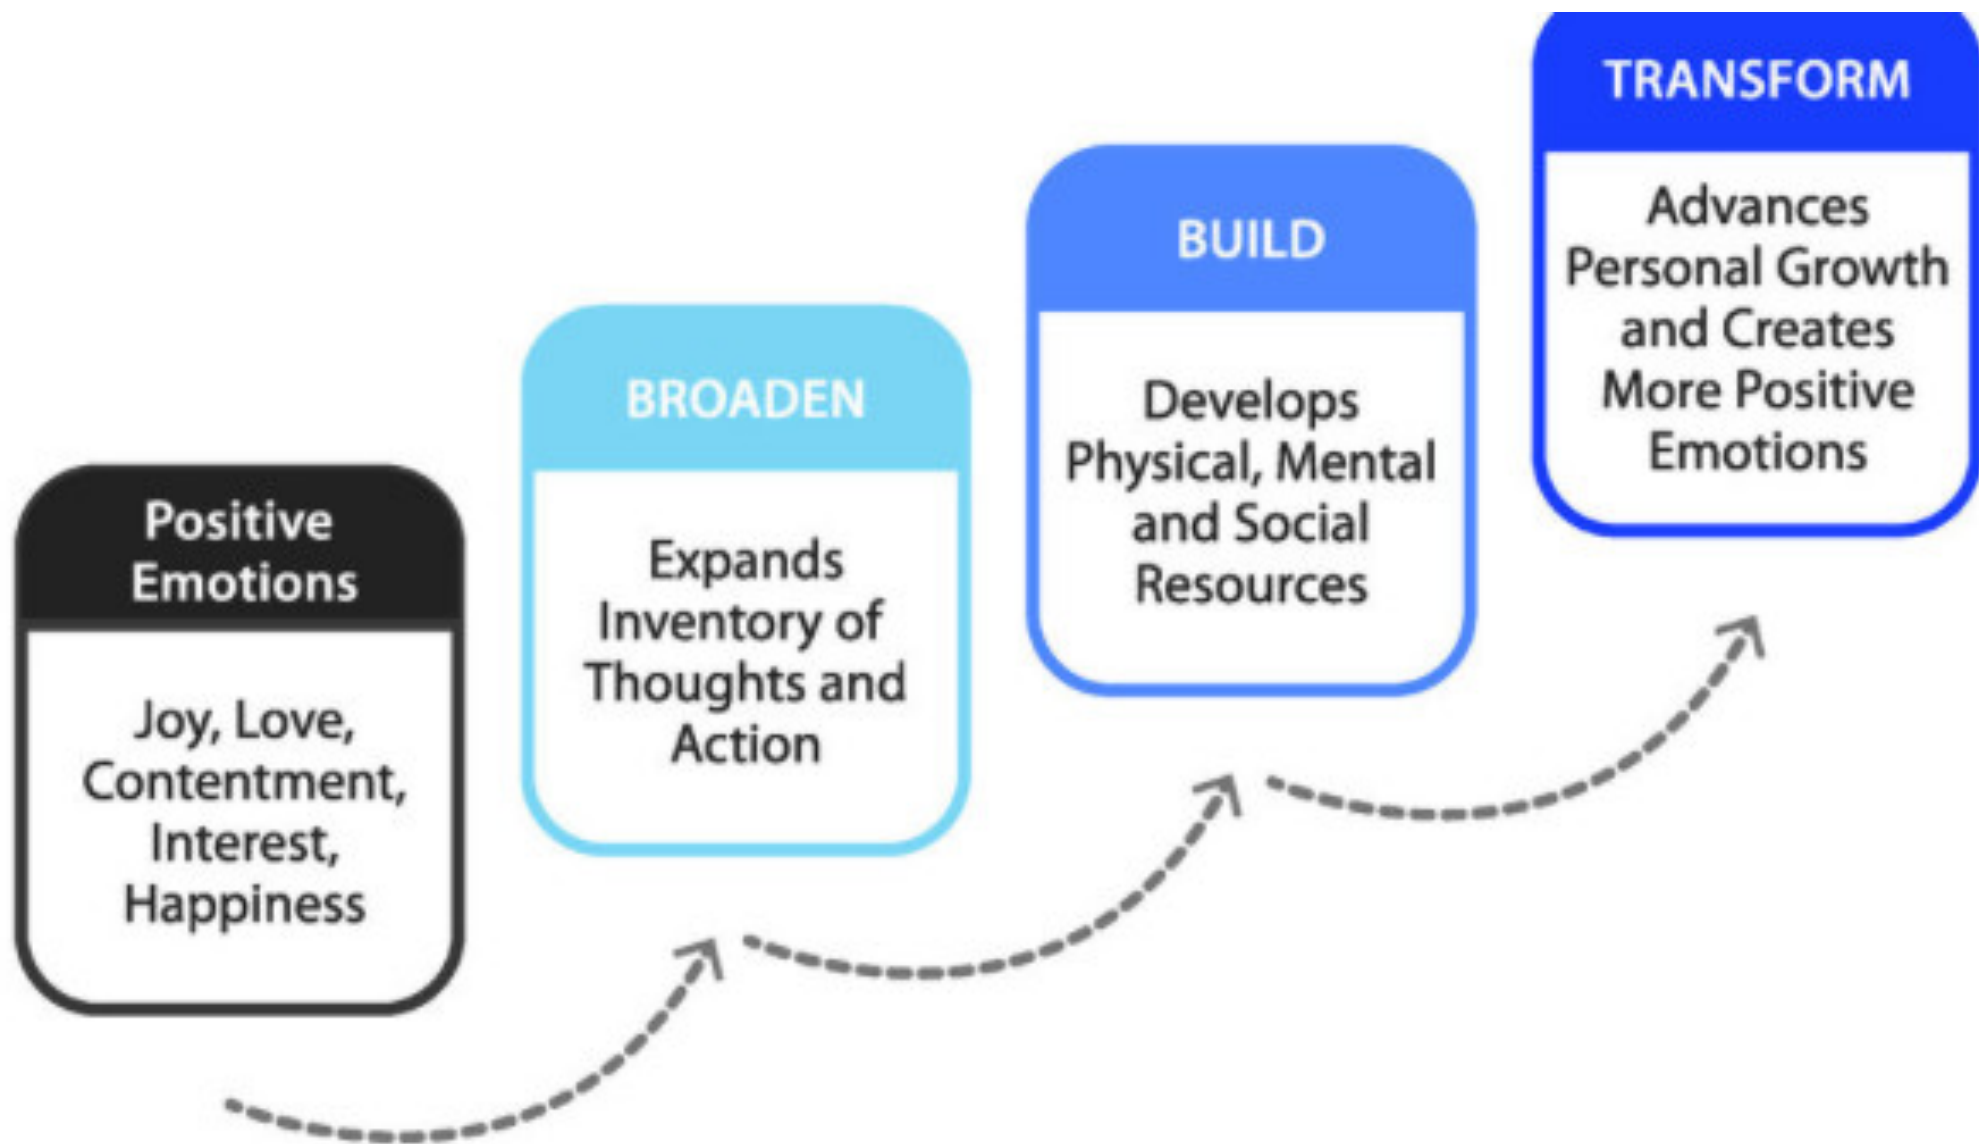 Positive
Emotions
Joy, Love,
Contentment,
Interest,
Happiness
BROADEN
Expands
Inventory of
Thoughts and
Action
BUILD
Develops
Physical, Mental
and Social
Resources
TRANSFORM
Advances
Personal Growth
and Creates
More Positive
Emotions